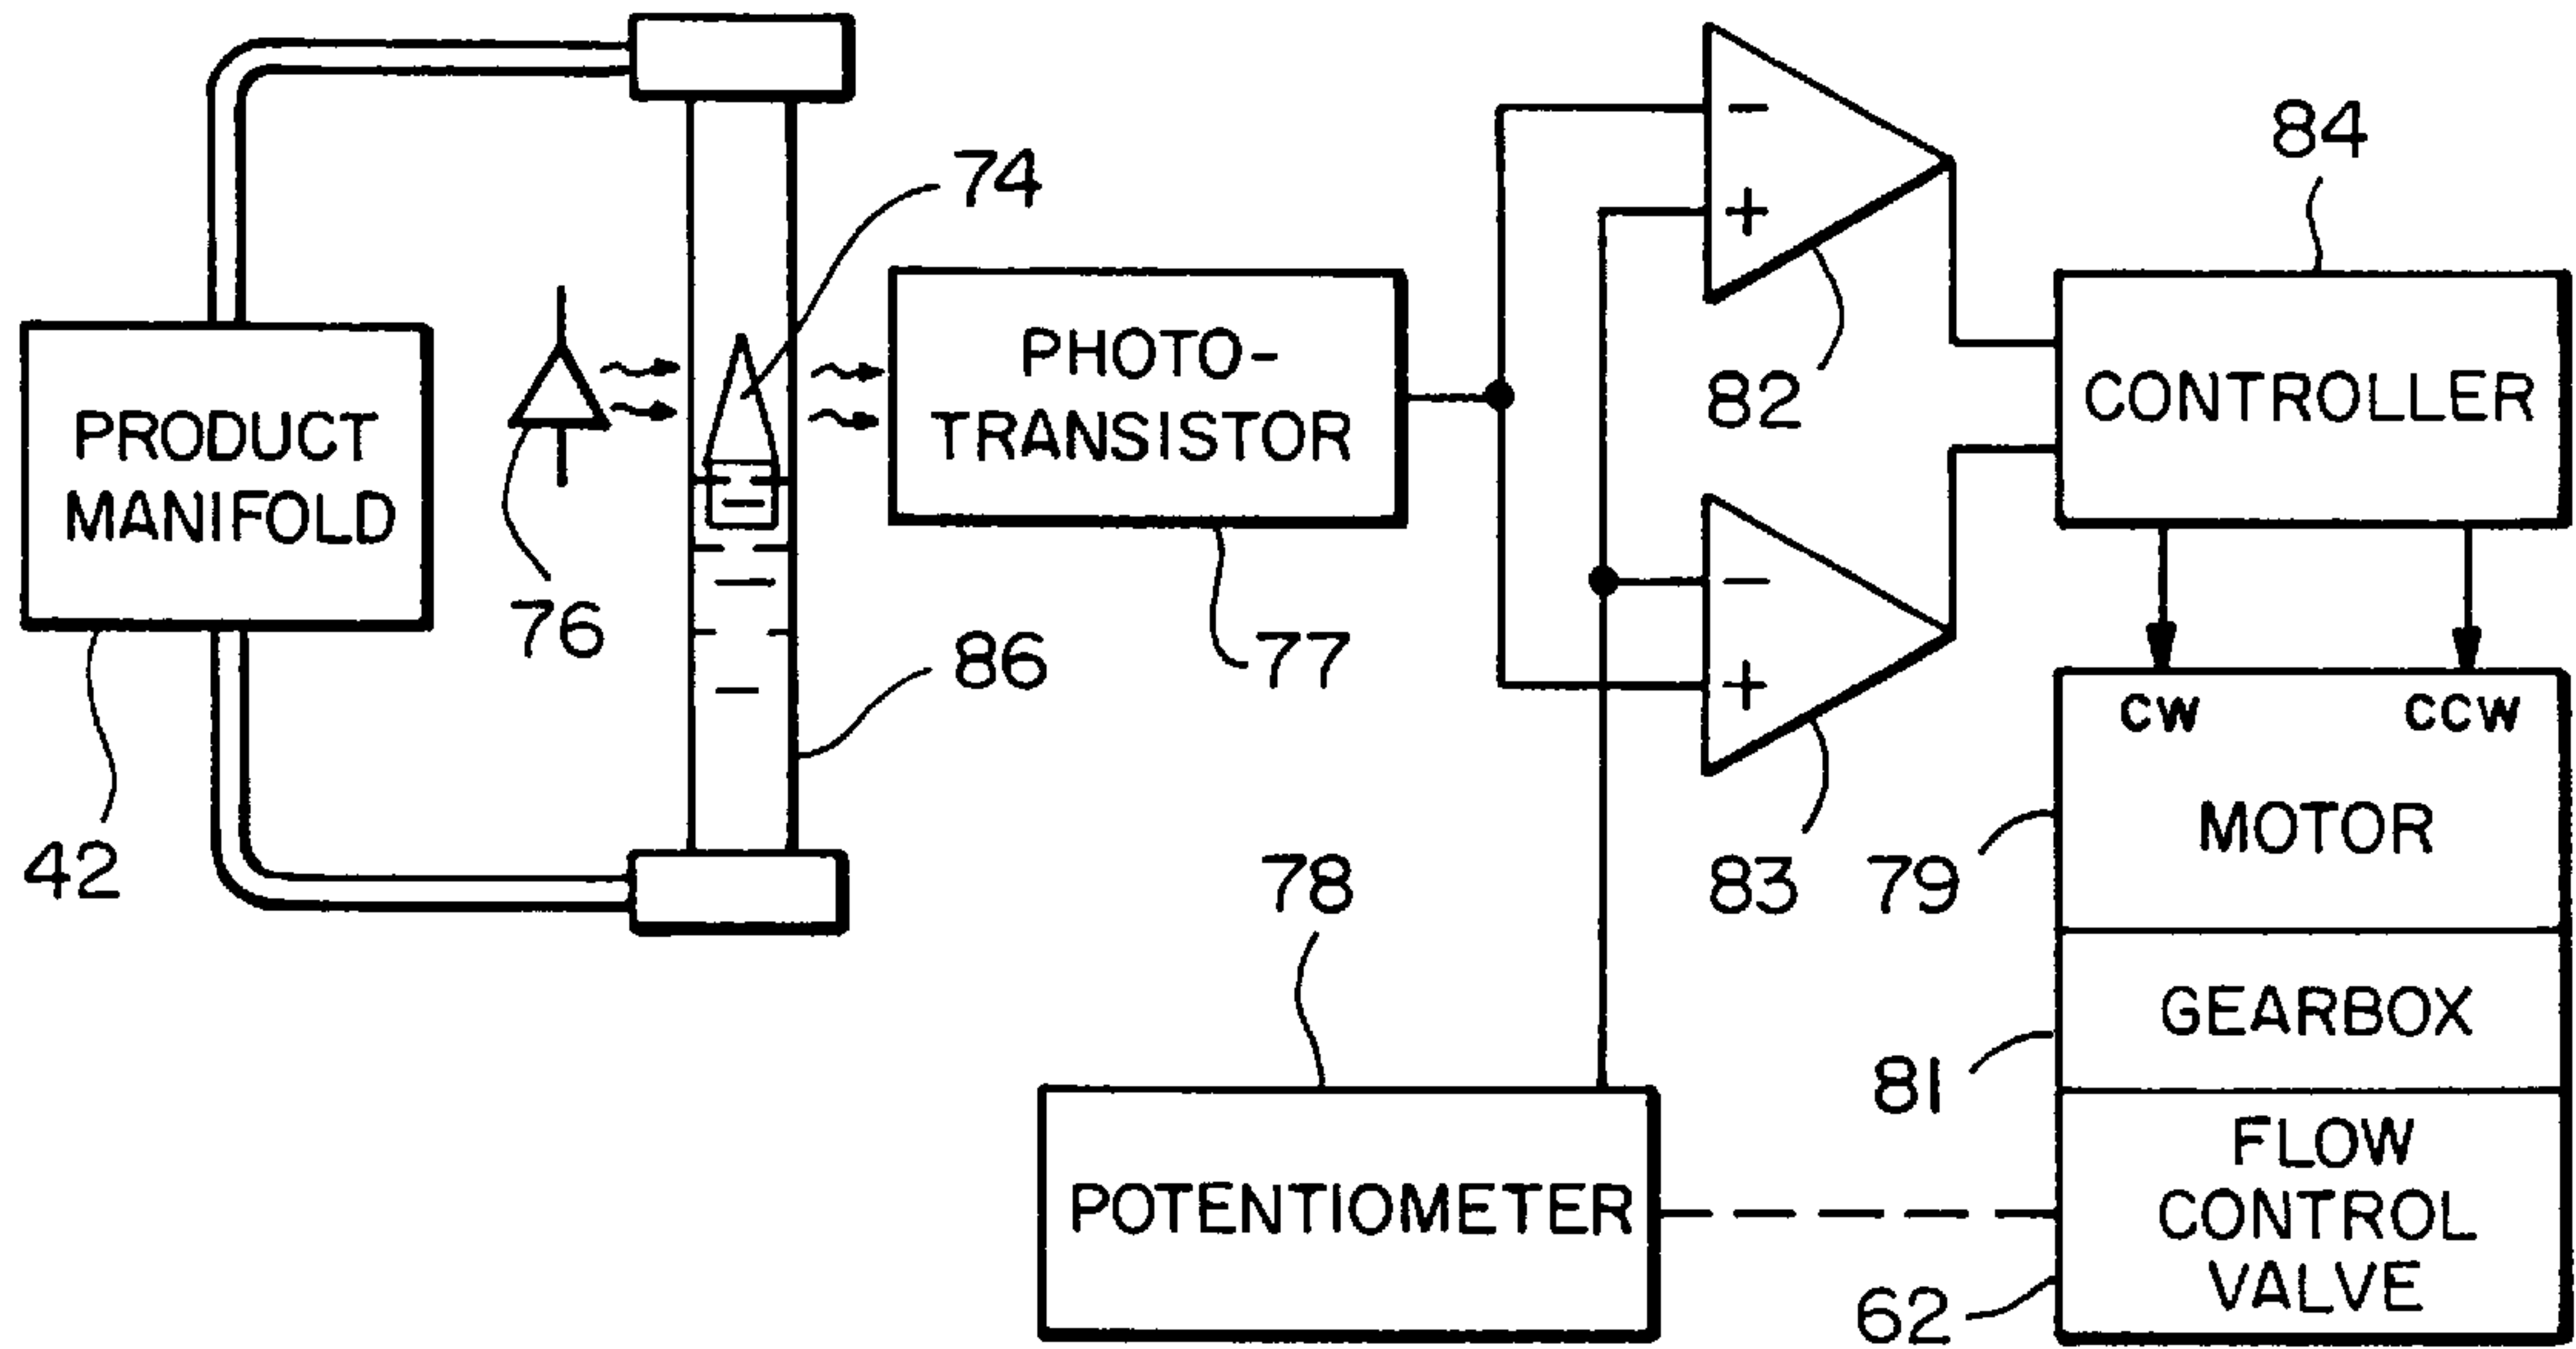 PRODUCT
MANIFOLD
42
76
74
86
PHOTO-
TRANSISTOR
77
-
+
82
-
+
83
84
CONTROLLER
CW CCW
MOTOR
79
GEARBOX
81
FLOW
CONTROL
VALVE
62
78
POTENTIOMETER